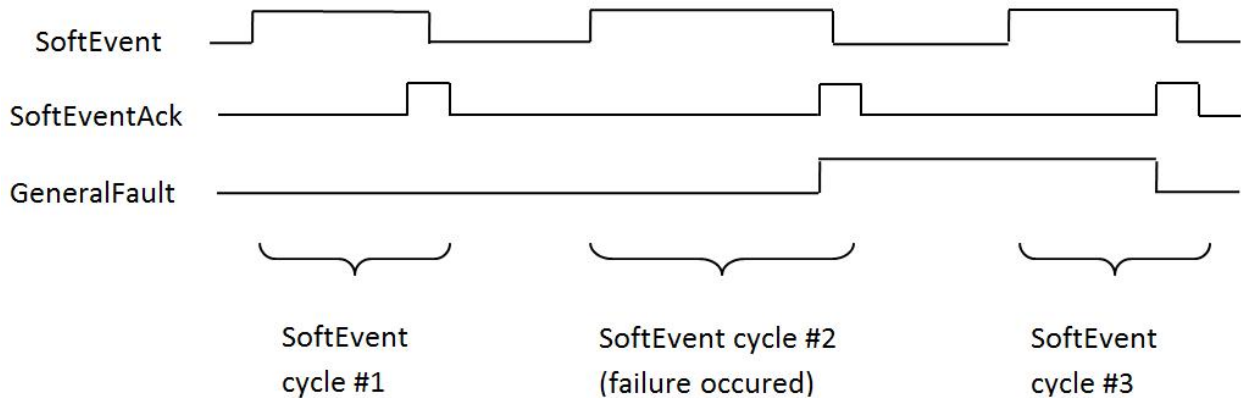 SoftEvent
SoftEventAck
GeneralFault
SoftEvent
cycle #1
SoftEvent cycle #2
(failure occured)
SoftEvent
cycle #3